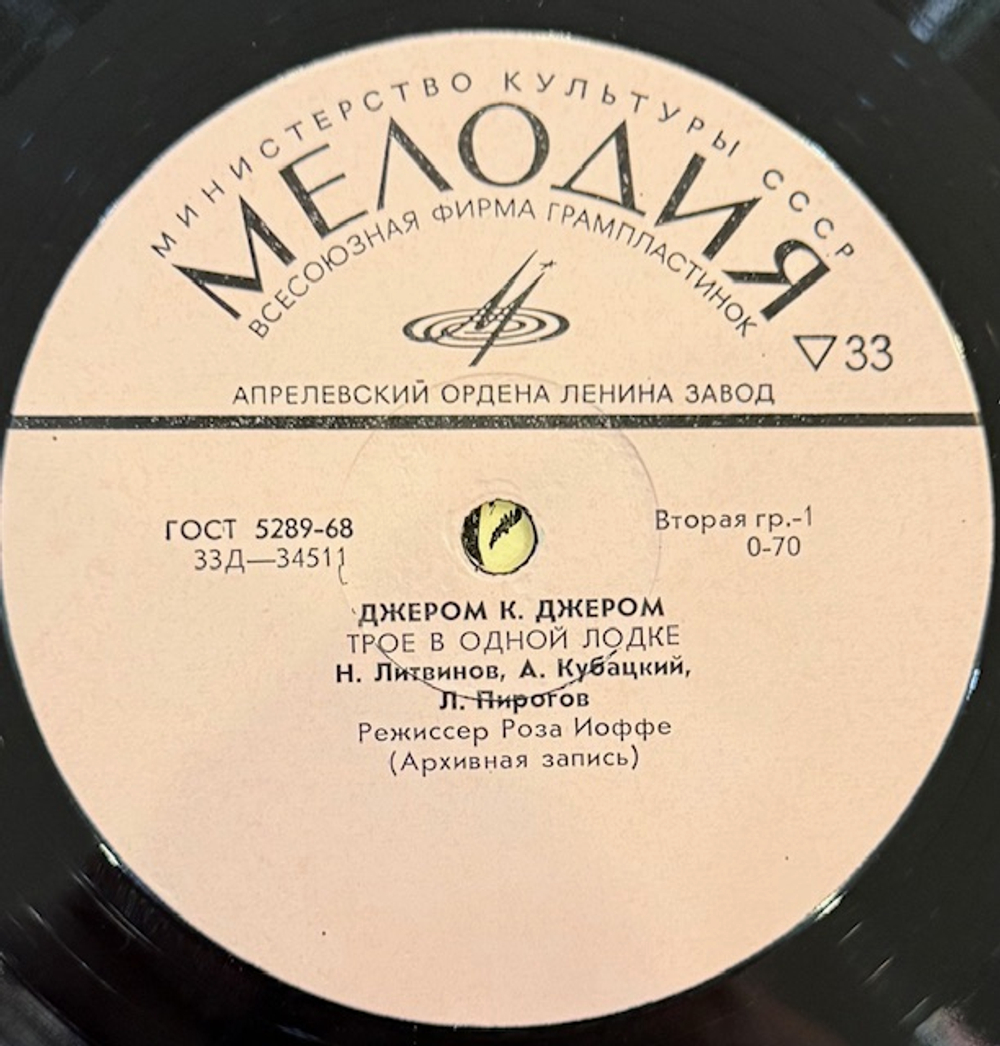 МИНИСТЕРСТВО КУЛЬТУРЫ СССР
МЕЛОДИЯ
ВСЕСОЮЗНАЯ ФИРМА ГРАМПЛАСТИНОК
▽33
АПРЕЛЕВСКИЙ ОРДЕНА ЛЕНИНА ЗАВОД
ГОСТ 5289-68
33Д—34511
Вторая гр.-1
0-70
ДЖЕРОМ К. ДЖЕРОМ
ТРОЕ В ОДНОЙ ЛОДКЕ
Н. Литвинов, А. Кубацкий,
Л. Пирогов
Режиссер Роза Иоффе
(Архивная запись)